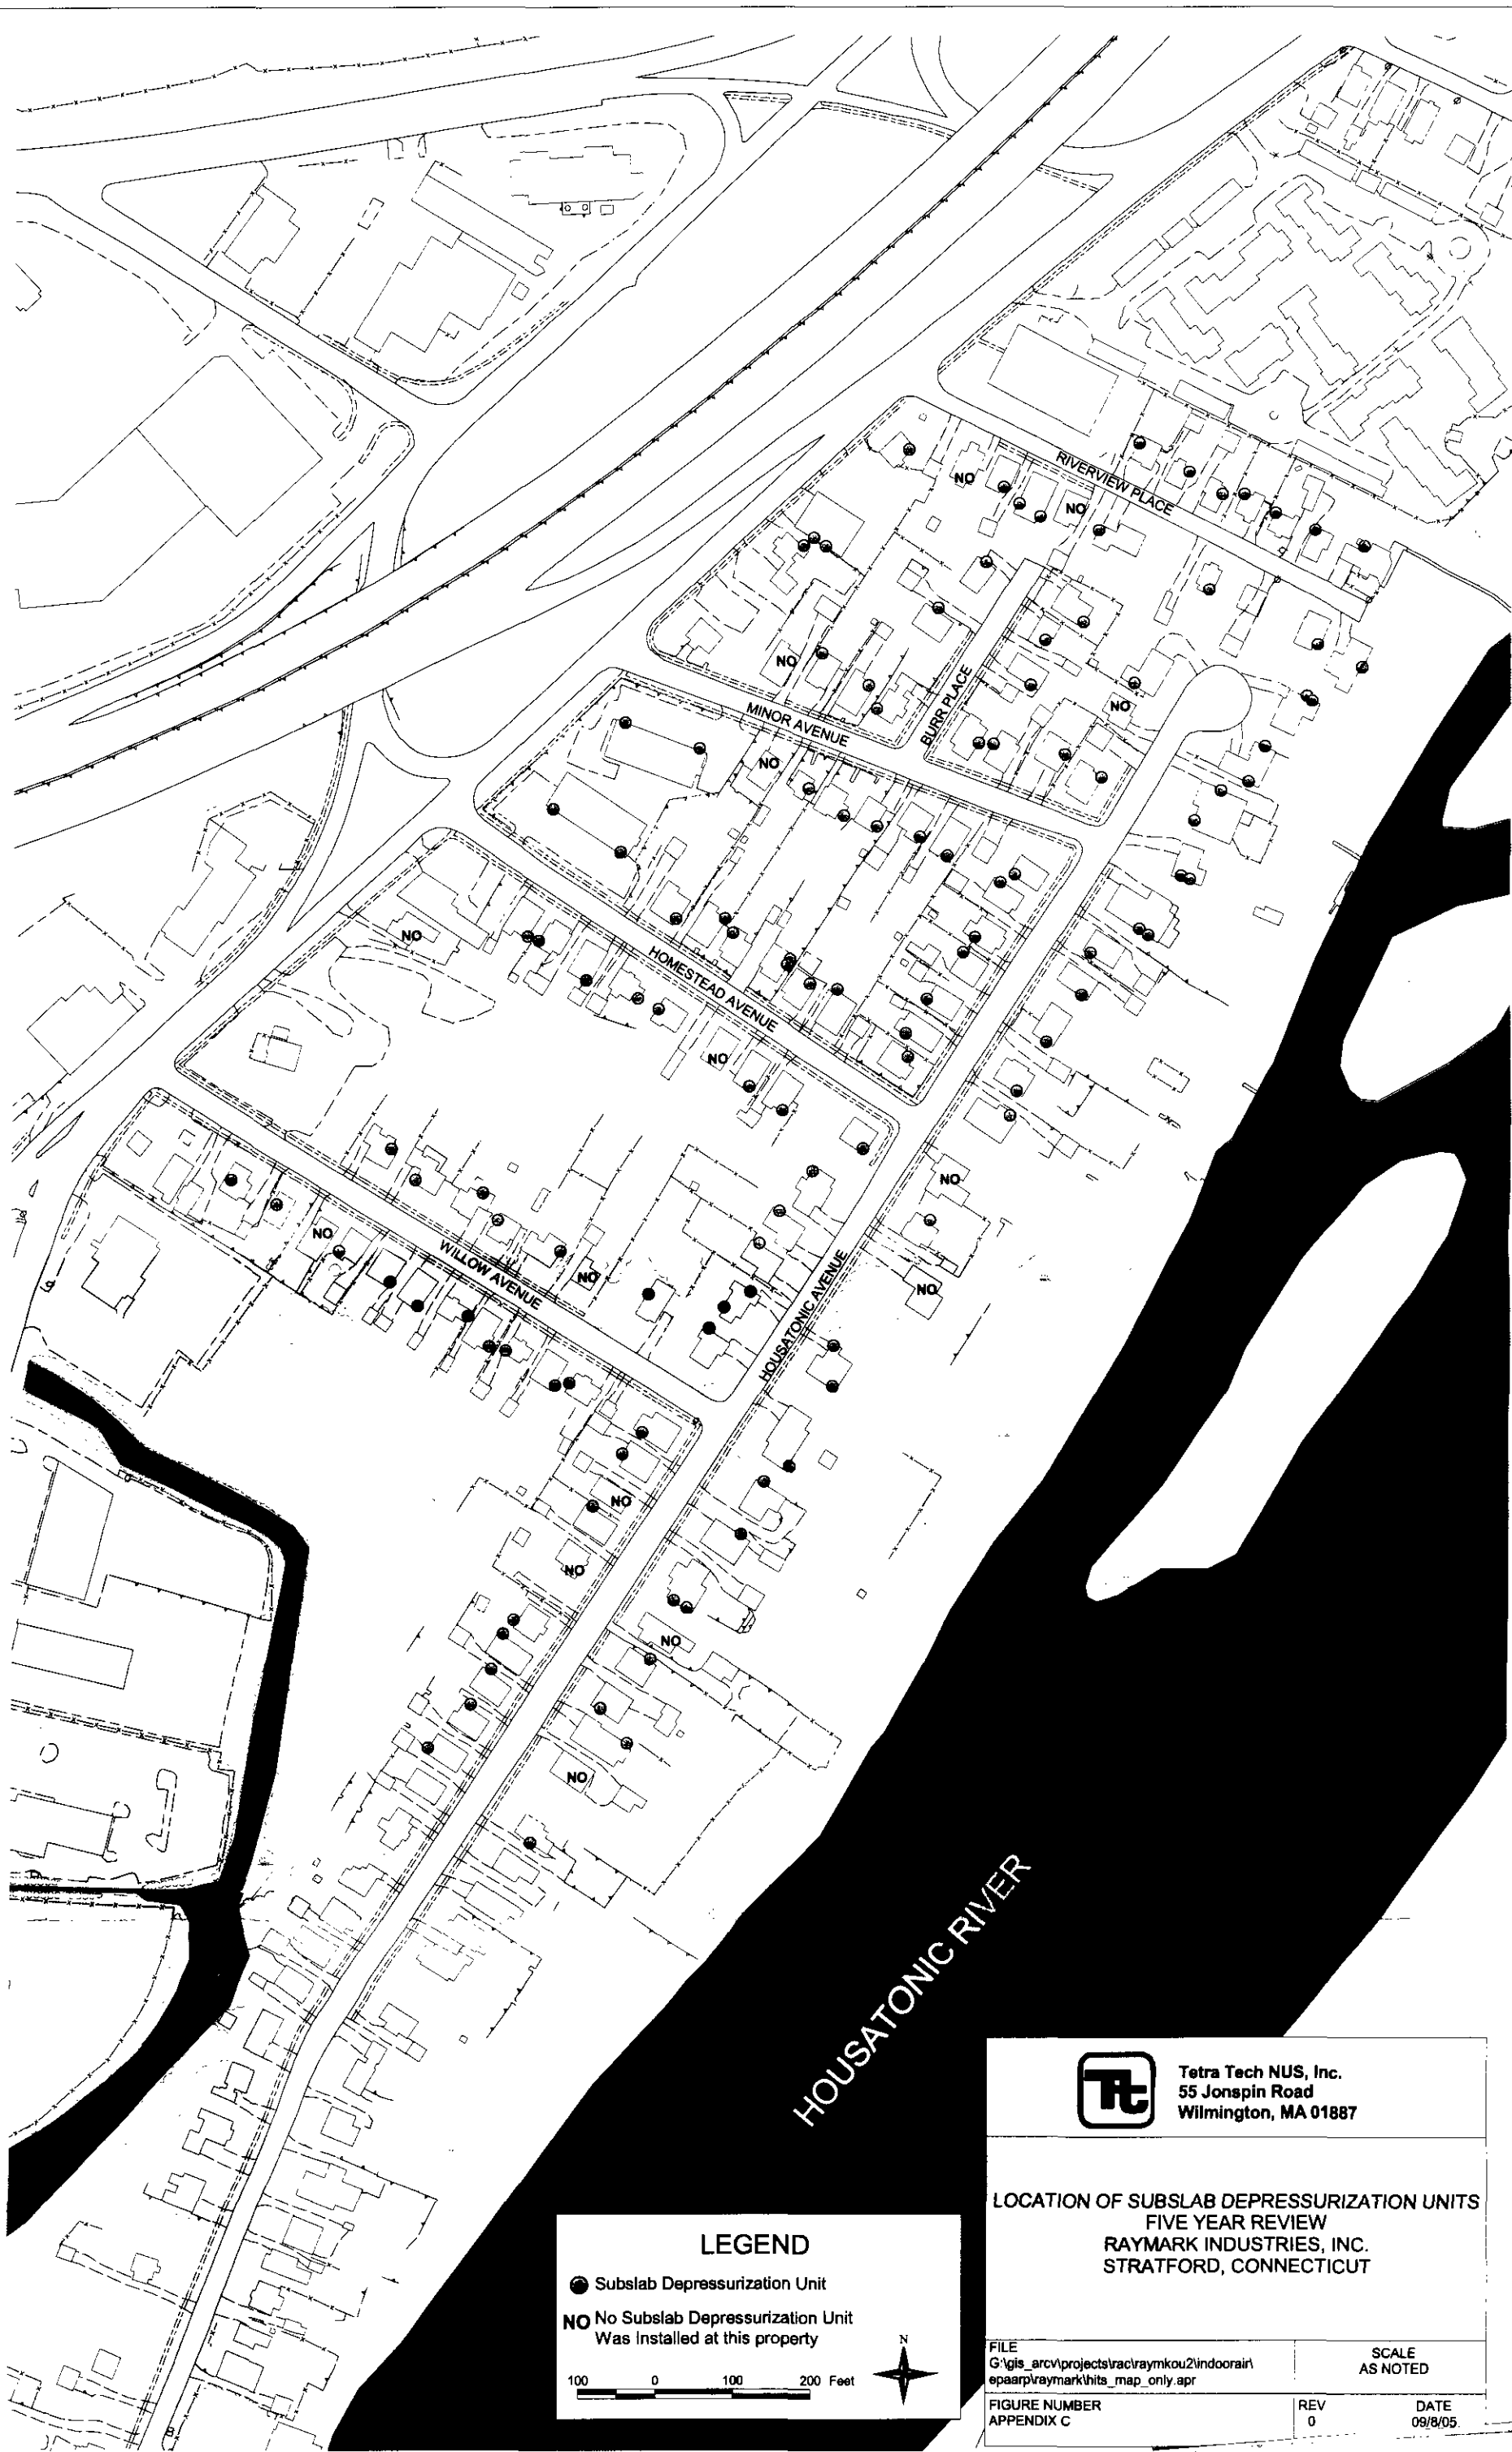 RIVERVIEW PLACE
NO
NO
NO
BURR PLACE
NO
MINOR AVENUE
NO
NO
HOMESTEAD AVENUE
NO
NO
NO
WILLOW AVENUE
NO
HOUSATONIC AVENUE
NO
NO
NO
NO
NO
HOUSATONIC RIVER
LEGEND
Subslab Depressurization Unit
NO No Subslab Depressurization Unit
Was Installed at this property
N
100 0 100 200 Feet
Tt
Tetra Tech NUS, Inc.
55 Jonspin Road
Wilmington, MA 01887
LOCATION OF SUBSLAB DEPRESSURIZATION UNITS
FIVE YEAR REVIEW
RAYMARK INDUSTRIES, INC.
STRATFORD, CONNECTICUT
FILE
G:\gis_arcv\projects\rac\raymkou2\indoorair\
epaarp\raymark\hits_map_only.apr
SCALE
AS NOTED
FIGURE NUMBER
APPENDIX C
REV
0
DATE
09/8/05